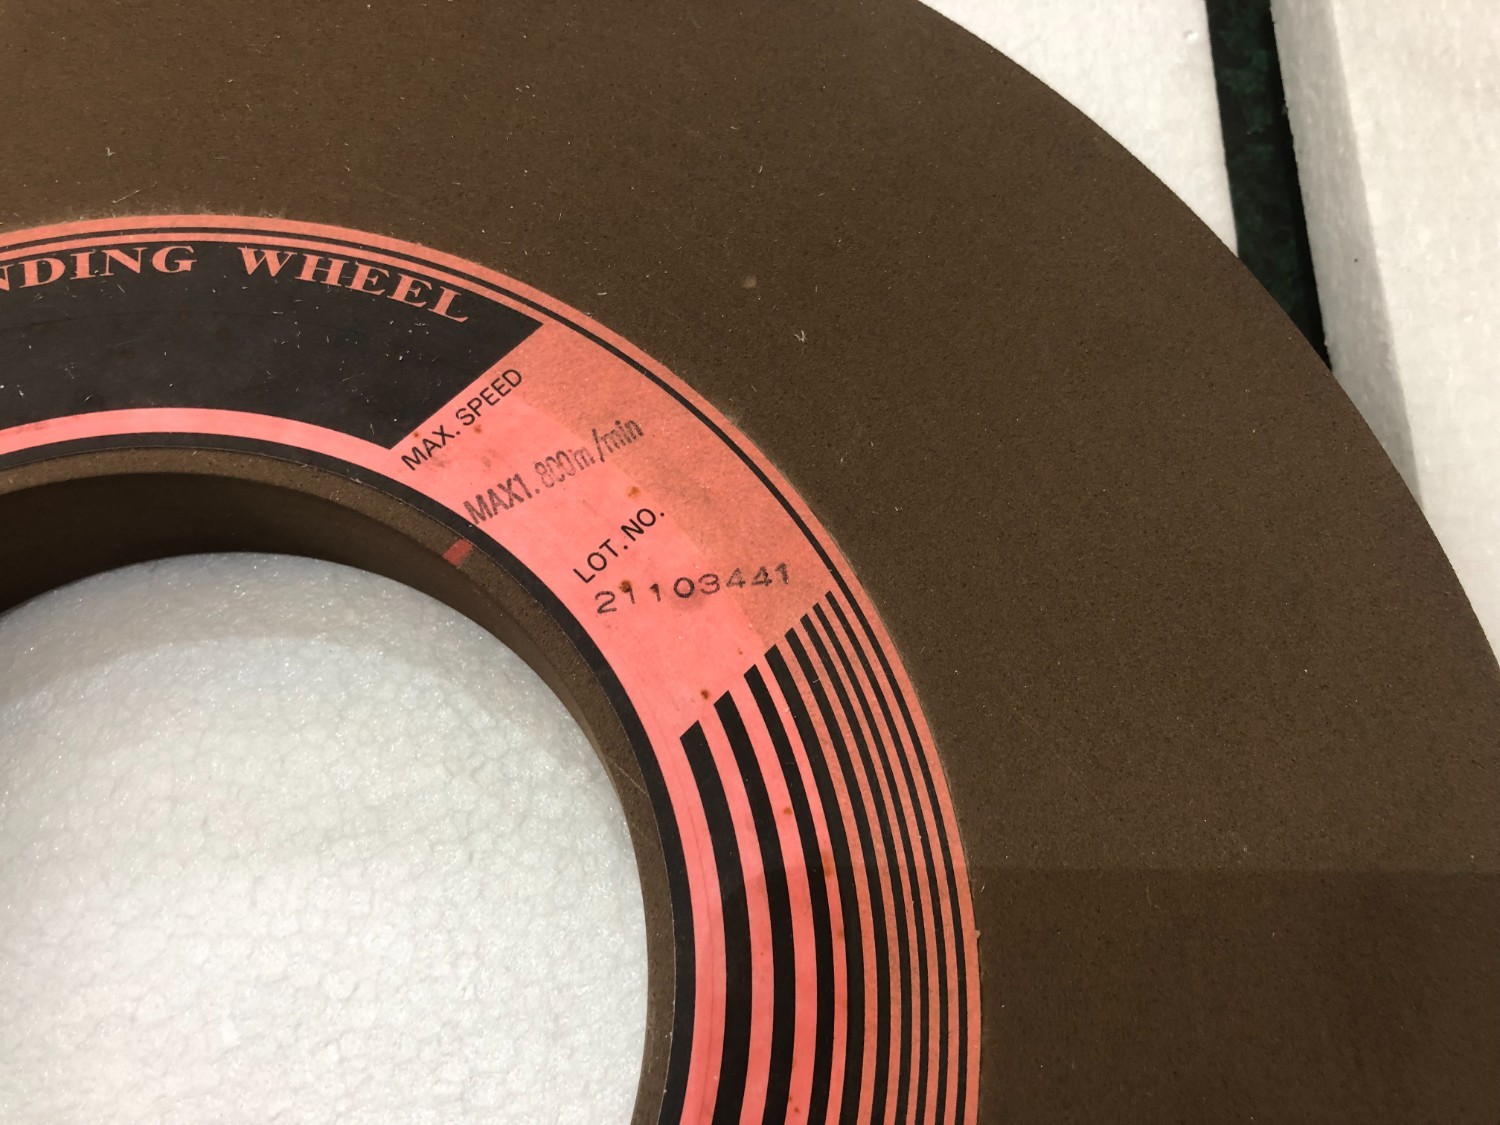 NDING WHEEL
MAX. SPEED
MAX1.800m/min
LOT. NO.
21103441